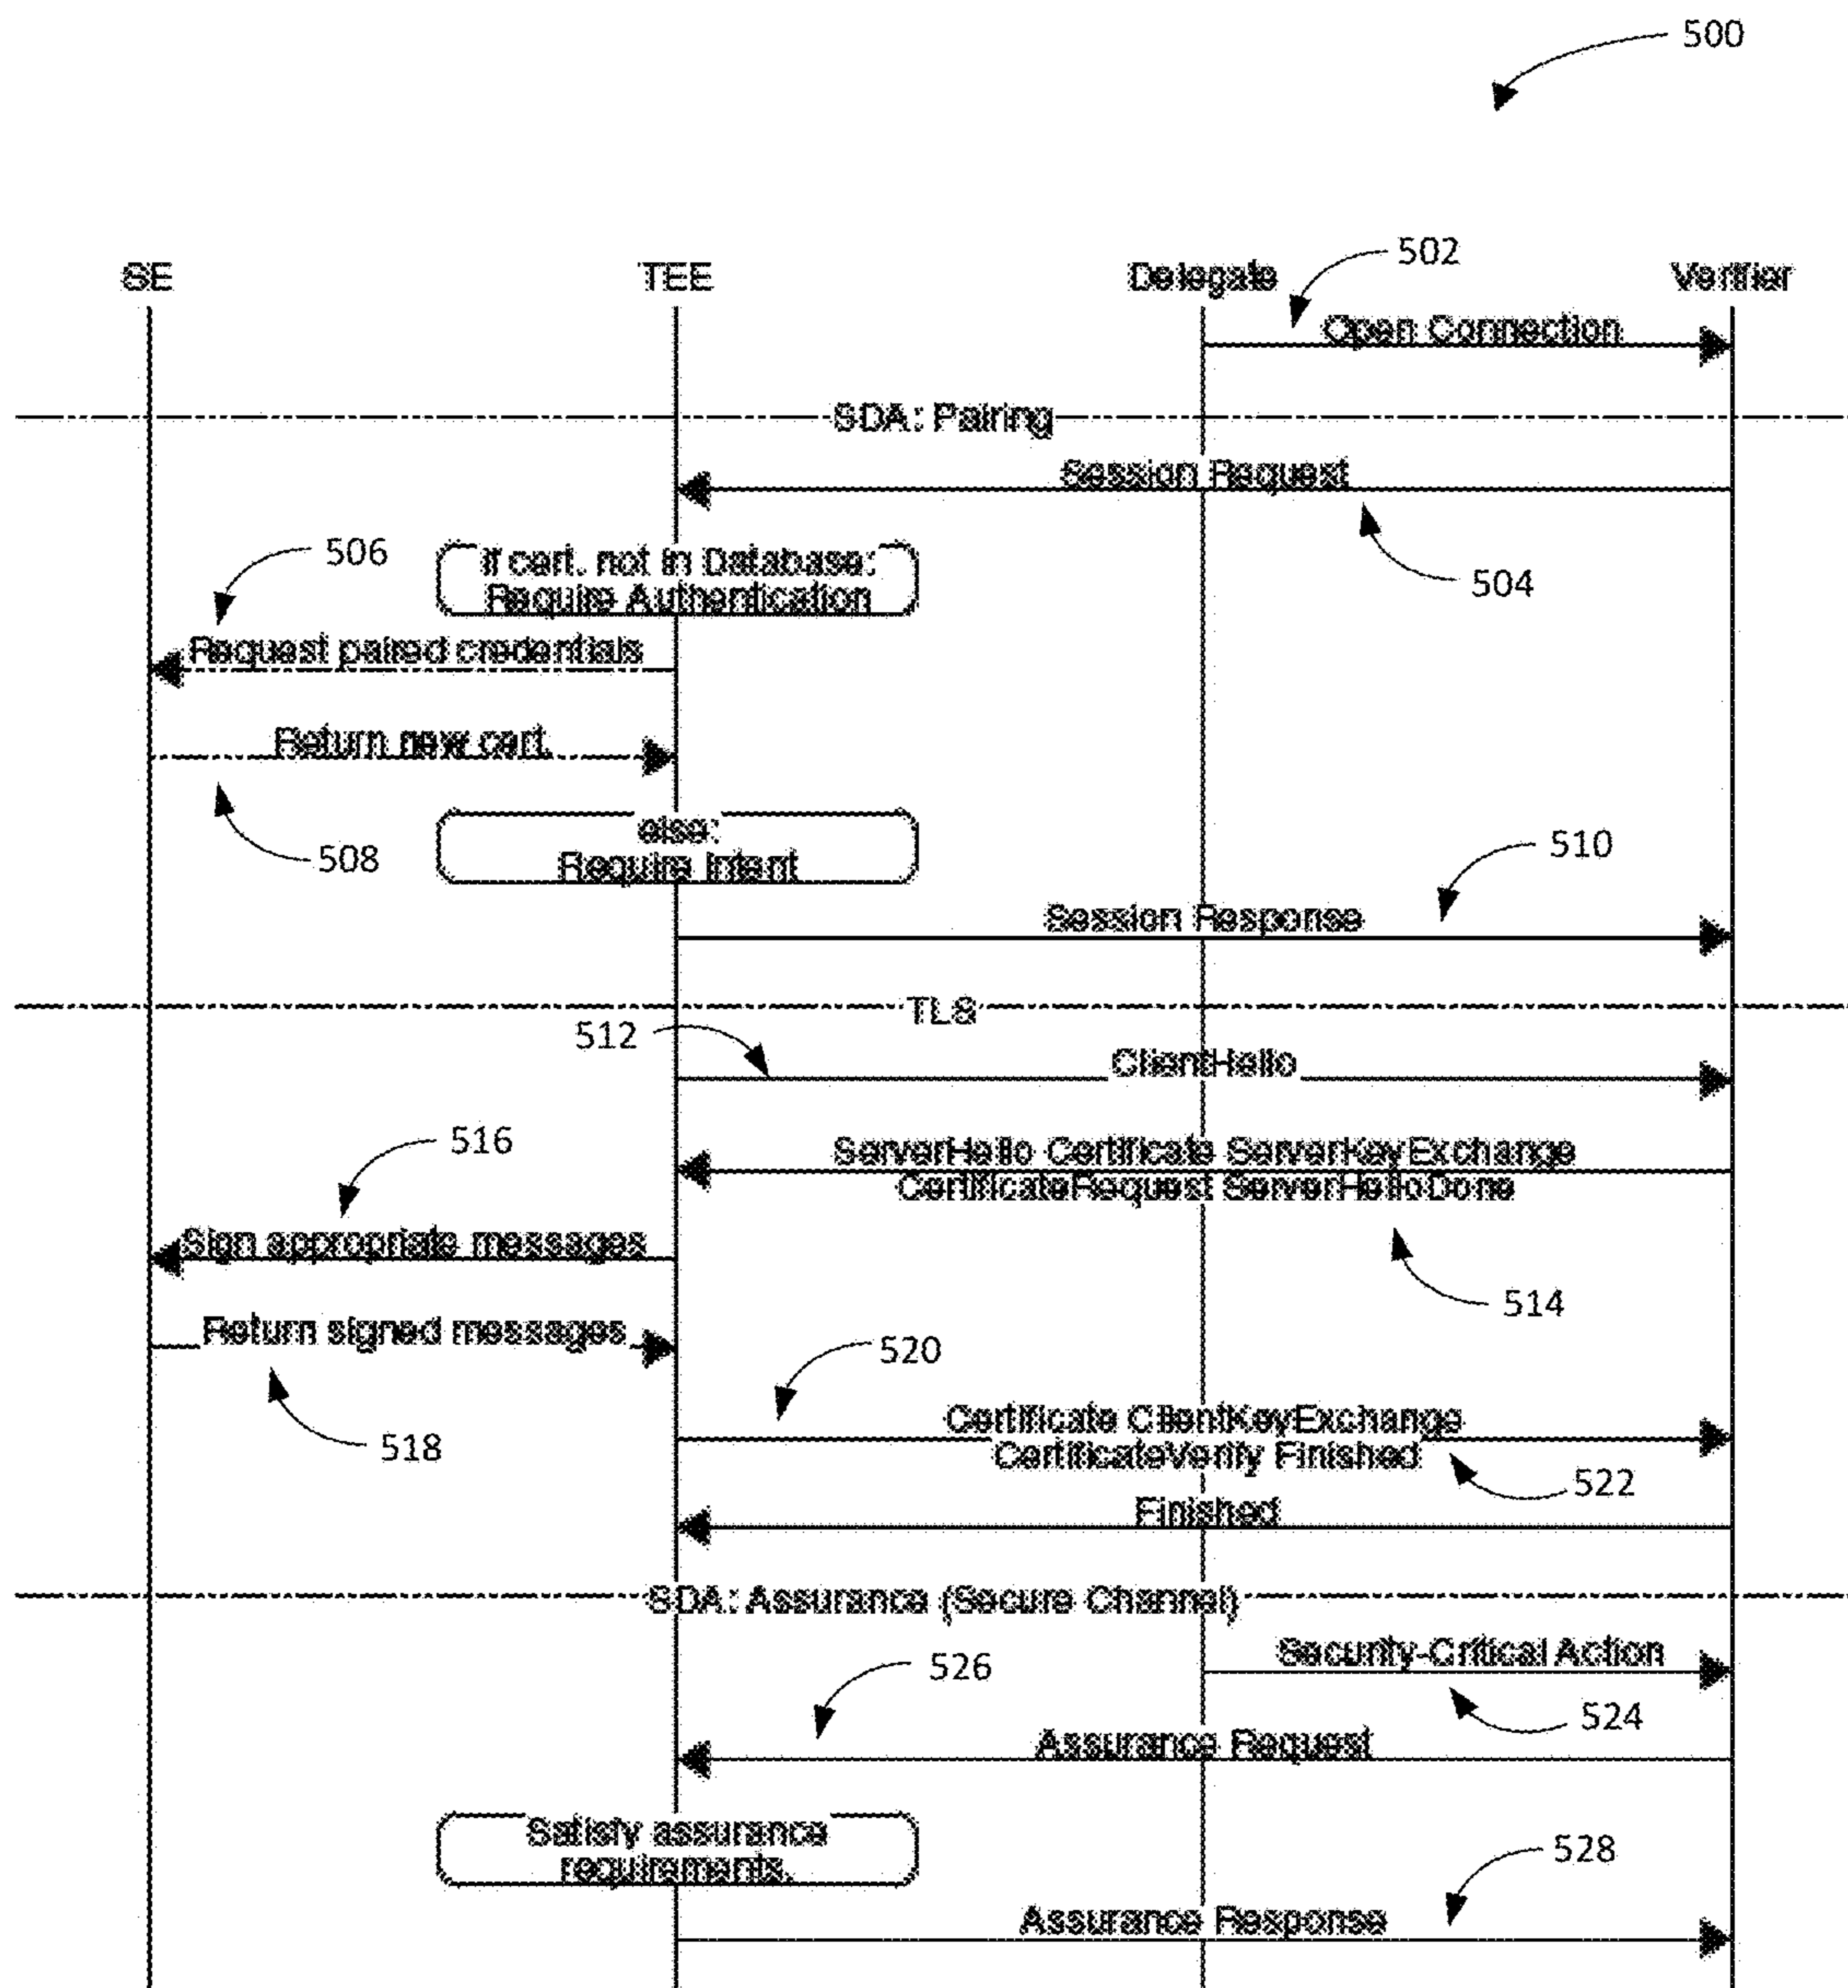 500
SE
TEE
Delegate
502
Verifier
Open Connection
SDA: Pairing
Session Request
504
If cert. not in Database:
Require Authentication
506
Request paired credentials
Return new cert.
508
else:
Require Intent
510
Session Response
TLS
512
ClientHello
ServerHello Certificate ServerKeyExchange
CertificateRequest ServerHelloDone
514
516
Sign appropriate messages
Return signed messages
518
520
Certificate ClientKeyExchange
CertificateVerify Finished
522
Finished
SDA: Assurance (Secure Channel)
Security-Critical Action
524
526
Assurance Request
Satisfy assurance
requirements.
528
Assurance Response